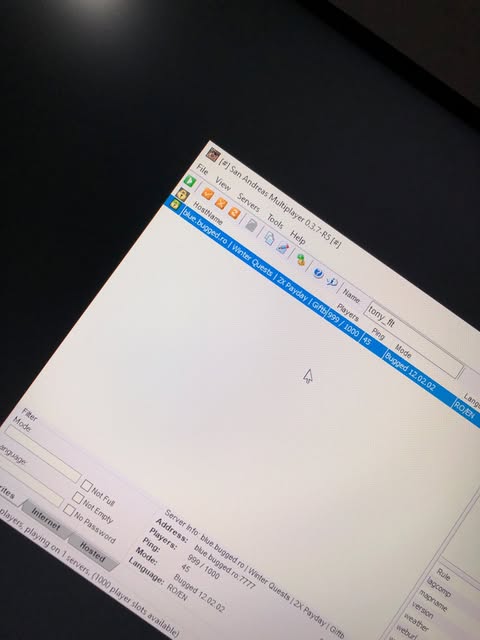 [#] San Andreas Multiplayer 0.3.7-R5 [#]
File View Servers Tools Help
Name: tony_flt
HostName Players Ping Mode
blue.bugged.ro | Winter Quests | 2x Payday | Giftb 999 / 1000 45 Bugged 12.02.02 RO/EN
Filter
Mode:
Not Full
Not Empty
No Password
Internet Hosted
players, playing on 1 servers. (1000 player slots available)
Server Info: blue.bugged.ro | Winter Quests | 2X Payday | Giftb
Address: blue.bugged.ro:7777
Players: 999 / 1000
Ping: 45
Mode: Bugged 12.02.02
Language: RO/EN
Rule
lagcomp
mapname
version
weather